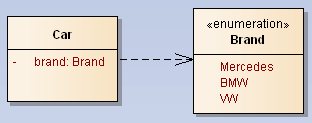 Car
- brand: Brand
«enumeration»
Brand
Mercedes
BMW
VW